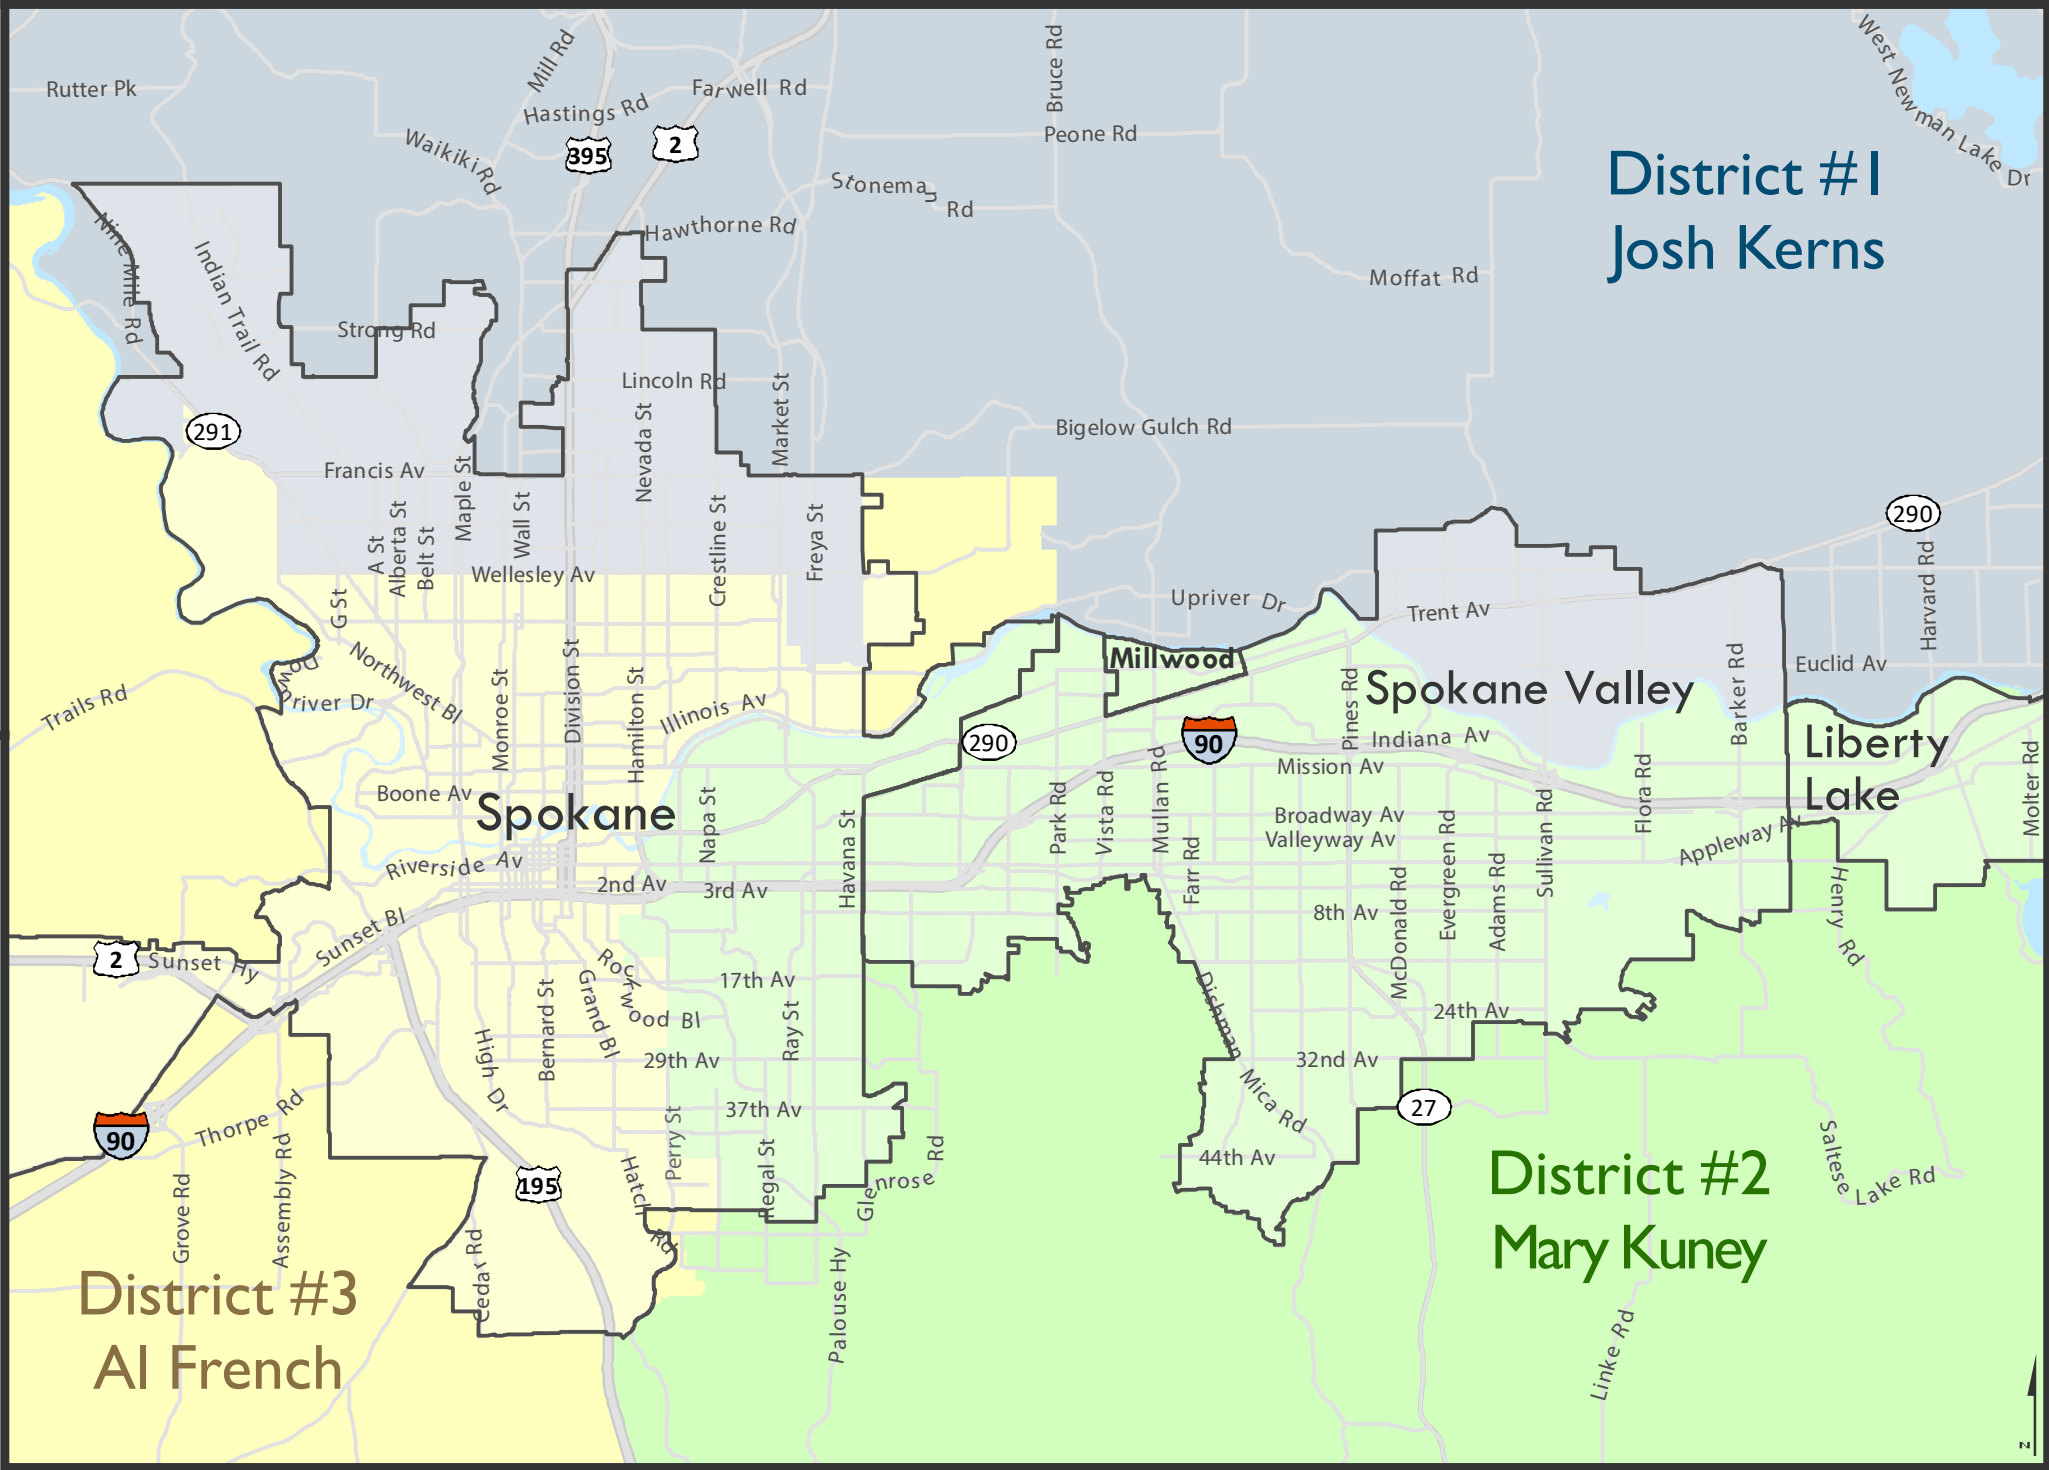 Rutter Pk
Mill Rd
Hastings Rd
Farwell Rd
Bruce Rd
Peone Rd
West Newman Lake Dr
Waikiki Rd
395
2
Stoneman Rd
Hawthorne Rd
District #1
Josh Kerns
Moffat Rd
Nine Mile Rd
Indian Trail Rd
Strong Rd
Lincoln Rd
Nevada St
Market St
291
Bigelow Gulch Rd
Francis Av
Maple St
Wall St
A St
Alberta St
Belt St
Crestline St
Freya St
290
Harvard Rd
Wellesley Av
G St
Upriver Dr
Trent Av
Millwood
Euclid Av
Barker Rd
Spokane Valley
Downriver Dr
Northwest Bl
Monroe St
Division St
Hamilton St
Illinois Av
Trails Rd
290
90
Pines Rd
Indiana Av
Mission Av
Liberty
Lake
Molter Rd
Boone Av
Spokane
Napa St
Havana St
Park Rd
Vista Rd
Mullan Rd
Farr Rd
Broadway Av
Valleyway Av
Evergreen Rd
McDonald Rd
Adams Rd
Sullivan Rd
Flora Rd
Appleway Av
Henry Rd
Riverside Av
2nd Av
3rd Av
8th Av
Sunset Bl
2
Sunset Hy
Rockwood Bl
Grand Bl
Bernard St
17th Av
Ray St
29th Av
24th Av
32nd Av
Dishman Mica Rd
High Dr
37th Av
27
90
Thorpe Rd
Assembly Rd
Grove Rd
195
Hatch Rd
Perry St
Regal St
Glenrose Rd
44th Av
Saltese Lake Rd
District #2
Mary Kuney
Cedar Rd
Palouse Hy
Linke Rd
District #3
Al French
N